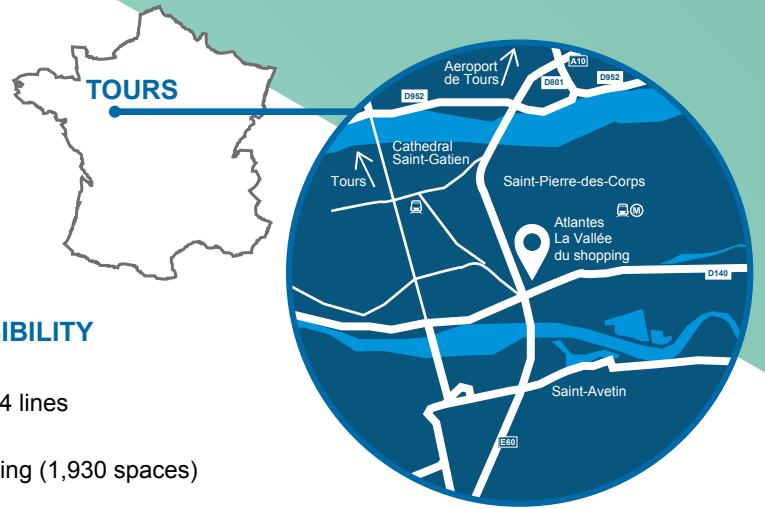 TOURS
Aeroport
de Tours
A10
D801
D952
D952
Cathedral
Saint-Gatien
Tours
Saint-Pierre-des-Corps
M
Atlantes
La Vallée
du shopping
D140
Saint-Avetin
E60
SIBILITY
4 lines
ing (1,930 spaces)